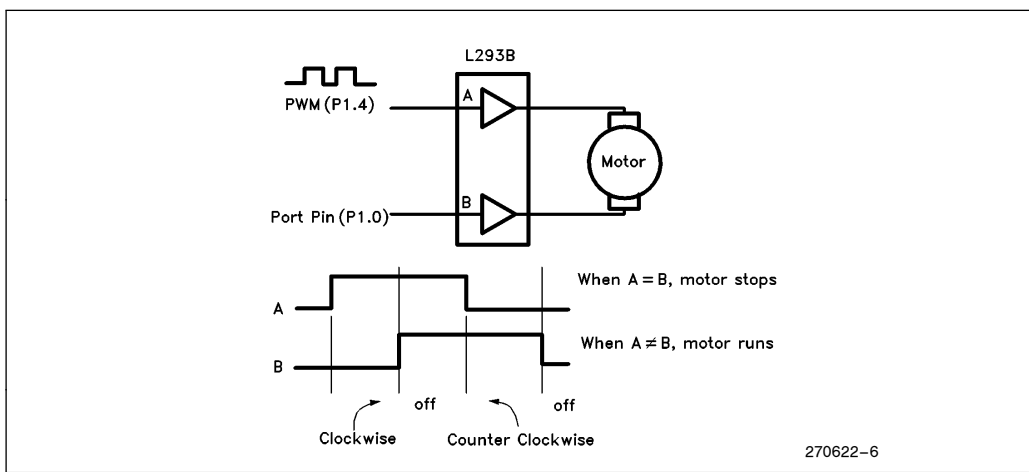 L293B
PWM (P1.4)
A
Motor
B
Port Pin (P1.0)
When A = B, motor stops
A
When A ≠ B, motor runs
B
off
off
Clockwise
Counter Clockwise
270622-6